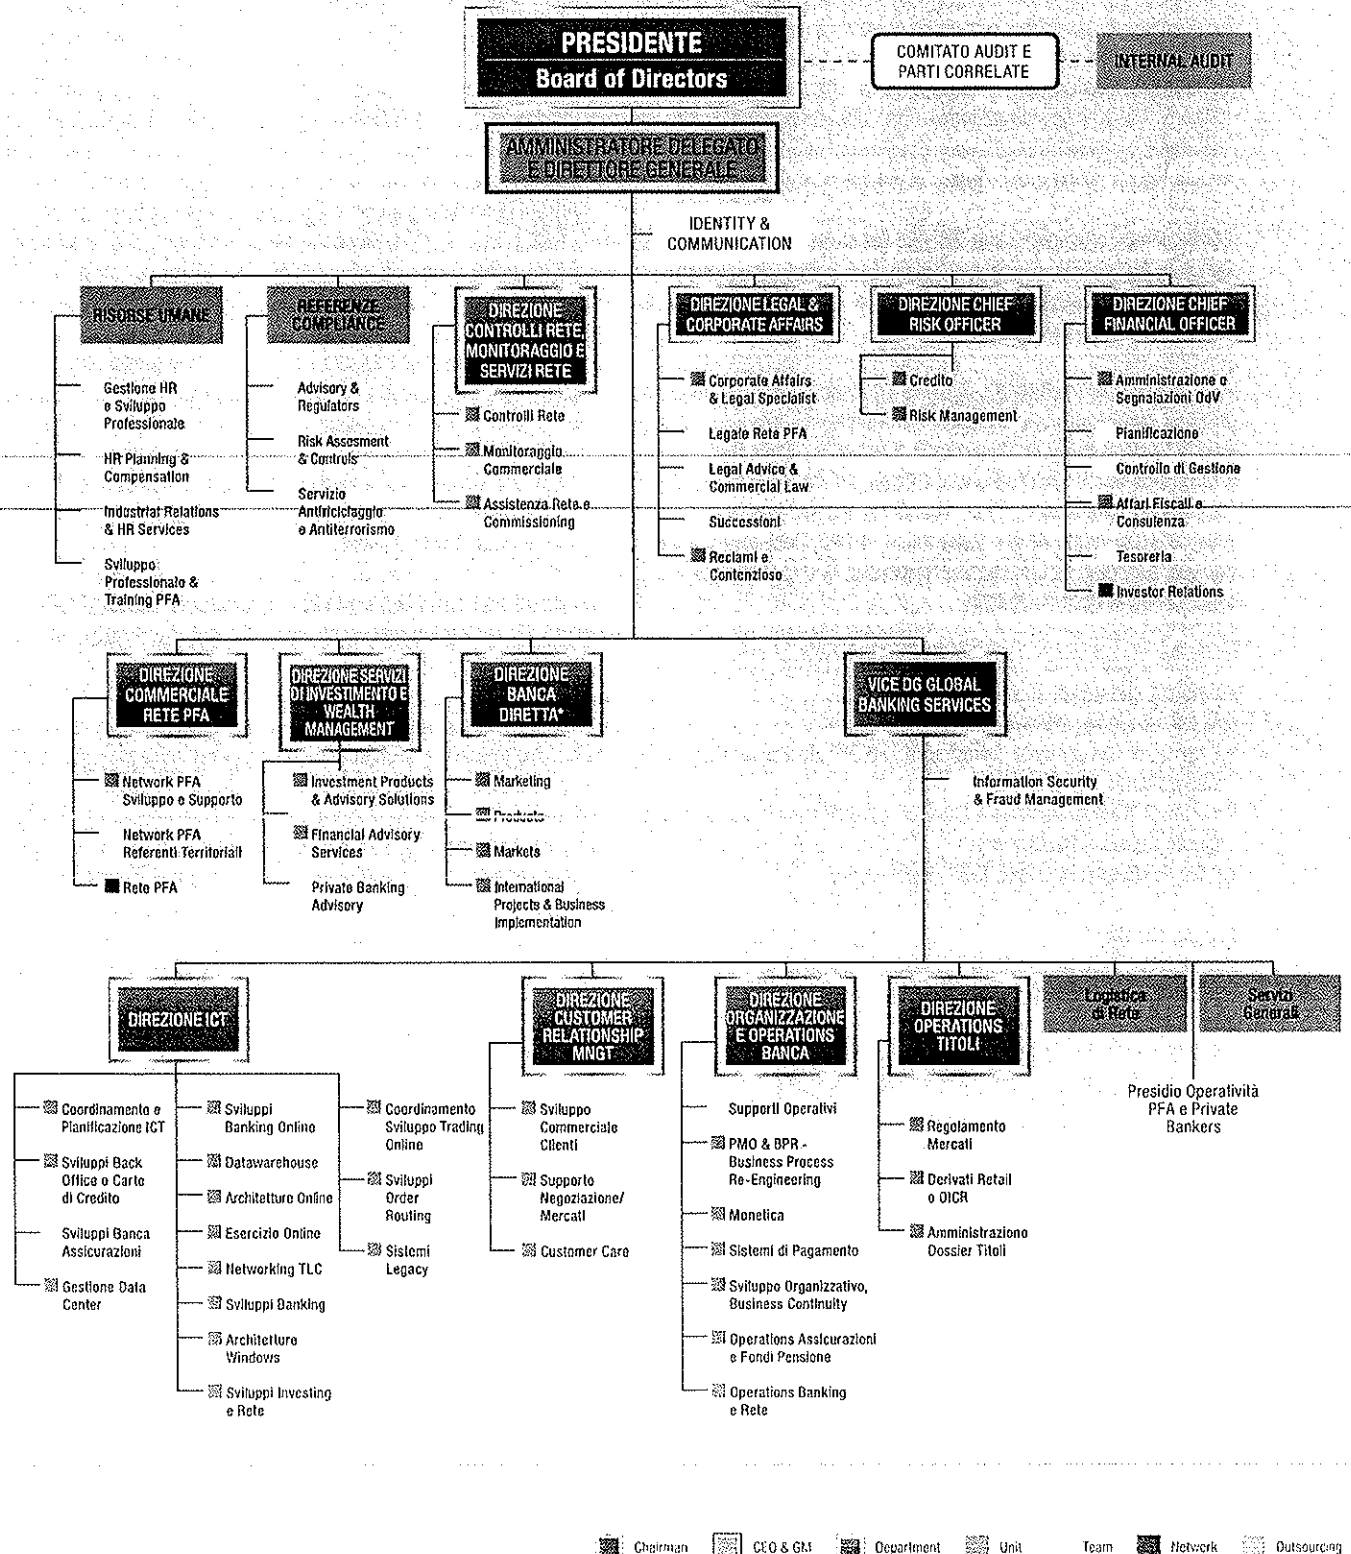 PRESIDENTE
Board of Directors
COMITATO AUDIT E
PARTI CORRELATE
INTERNAL AUDIT
AMMINISTRATORE DELEGATO
E DIRETTORE GENERALE
IDENTITY &
COMMUNICATION
RISORSE UMANE
Gestione HR
e Sviluppo
Professionale
HR Planning &
Compensation
Industrial Relations
& HR Services
Sviluppo
Professionale &
Training PFA
REFERENZE
COMPLIANCE
Advisory &
Regulators
Risk Assesment
& Controls
Servizio
Antiriciclaggio
e Antiterrorismo
DIREZIONE
CONTROLLI RETE,
MONITORAGGIO E
SERVIZI RETE
Controlli Rete
Monitoraggio
Commerciale
Assistenza Rete e
Commissioning
DIREZIONE LEGAL &
CORPORATE AFFAIRS
Corporate Affairs
& Legal Specialist
Legale Rete PFA
Legal Advice &
Commercial Law
Successioni
Reclami e
Contenzioso
DIREZIONE CHIEF
RISK OFFICER
Credito
Risk Management
DIREZIONE CHIEF
FINANCIAL OFFICER
Amministrazione e
Segnalazioni OdV
Pianificazione
Controllo di Gestione
Affari Fiscali e
Consulenza
Tesoreria
Investor Relations
DIREZIONE
COMMERCIALE
RETE PFA
Network PFA
Sviluppo e Supporto
Network PFA
Referenti Territoriali
Rete PFA
DIREZIONE SERVIZI
DI INVESTIMENTO E
WEALTH
MANAGEMENT
Investment Products
& Advisory Solutions
Financial Advisory
Services
Private Banking
Advisory
DIREZIONE
BANCA
DIRETTA*
Marketing
Products
Markets
International
Projects & Business
Implementation
VICE DG GLOBAL
BANKING SERVICES
Information Security
& Fraud Management
DIREZIONE ICT
Coordinamento e
Pianificazione ICT
Sviluppi Back
Office e Carte
di Credito
Sviluppi Banca
Assicurazioni
Gestione Data
Center
Sviluppi
Banking Online
Datawarehouse
Architetture Online
Esercizio Online
Networking TLC
Sviluppi Banking
Architetture
Windows
Sviluppi Investing
e Rete
Coordinamento
Sviluppo Trading
Online
Sviluppi
Order
Routing
Sistemi
Legacy
DIREZIONE
CUSTOMER
RELATIONSHIP
MNGT
Sviluppo
Commerciale
Clienti
Supporto
Negoziazione/
Mercati
Customer Care
DIREZIONE
ORGANIZZAZIONE
E OPERATIONS
BANCA
Supporti Operativi
PMO & BPR -
Business Process
Re-Engineering
Monetica
Sistemi di Pagamento
Sviluppo Organizzativo,
Business Continuity
Operations Assicurazioni
e Fondi Pensione
Operations Banking
e Rete
DIREZIONE
OPERATIONS
TITOLI
Regolamento
Mercati
Derivati Retail
e OICR
Amministrazione
Dossier Titoli
Logistica
di Rete
Servizi
Generali
Presidio Operatività
PFA e Private
Bankers
Chairman CEO & GM Department Unit Team Network Outsourcing